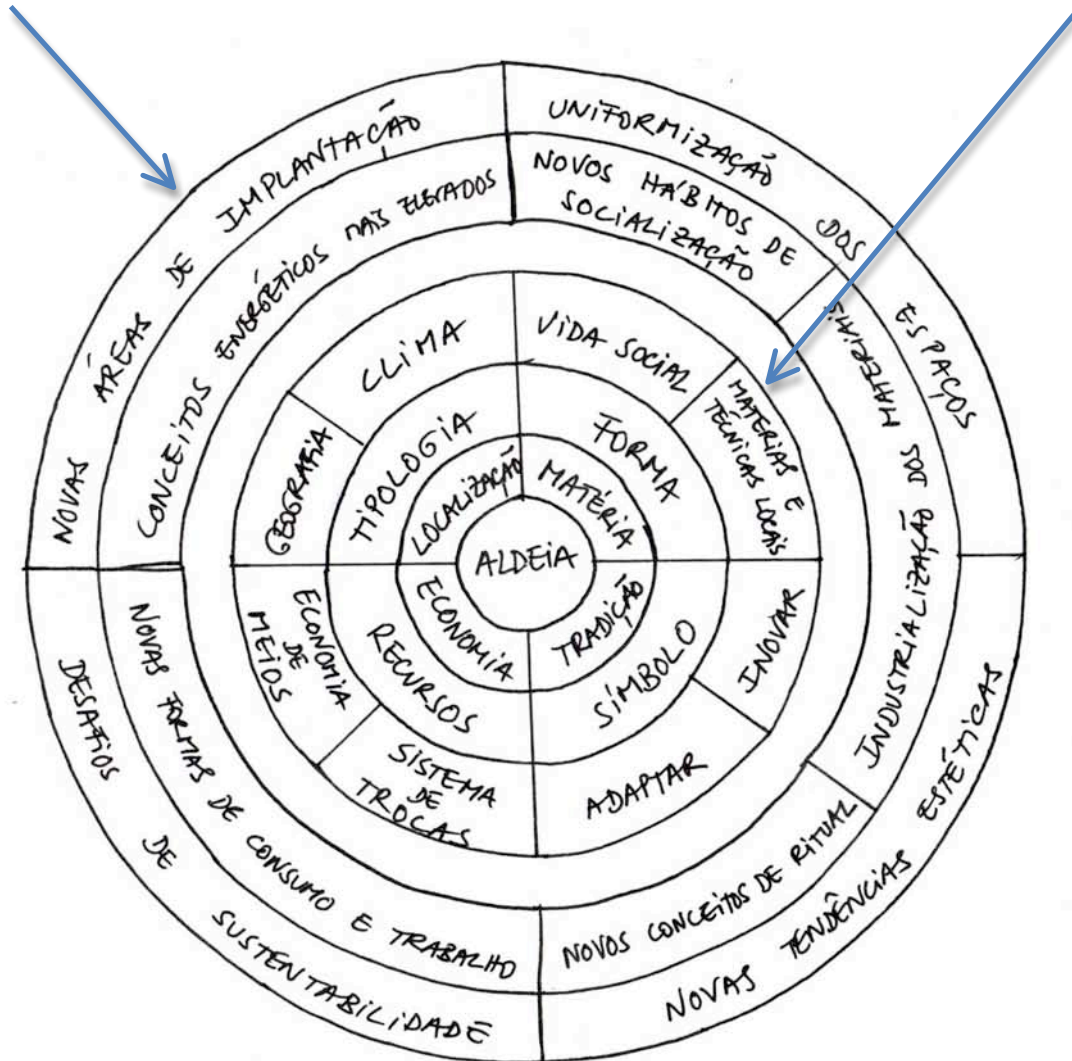 NOVAS ÁREAS DE IMPLANTAÇÃO
UNIFORMIZAÇÃO DOS ESPAÇOS
NOVAS TENDÊNCIAS ESTÉTICAS
DESAFIOS DE SUSTENTABILIDADE
CONCEITOS ENERGÉTICOS MAIS ELEVADOS
NOVOS HÁBITOS DE
SOCIALIZAÇÃO
INDUSTRIALIZAÇÃO DOS MATERIAIS
NOVOS CONCEITOS DE RITUAL
NOVAS FORMAS DE CONSUMO E TRABALHO
GEOGRAFIA
CLIMA
VIDA SOCIAL
MATERIAS E
TÉCNICAS LOCAIS
INOVAR
ADAPTAR
SISTEMA
DE
TROCAS
ECONOMIA
DE
MEIOS
TIPOLOGIA
FORMA
SÍMBOLO
RECURSOS
LOCALIZAÇÃO
MATÉRIA
TRADIÇÃO
ECONOMIA
ALDEIA